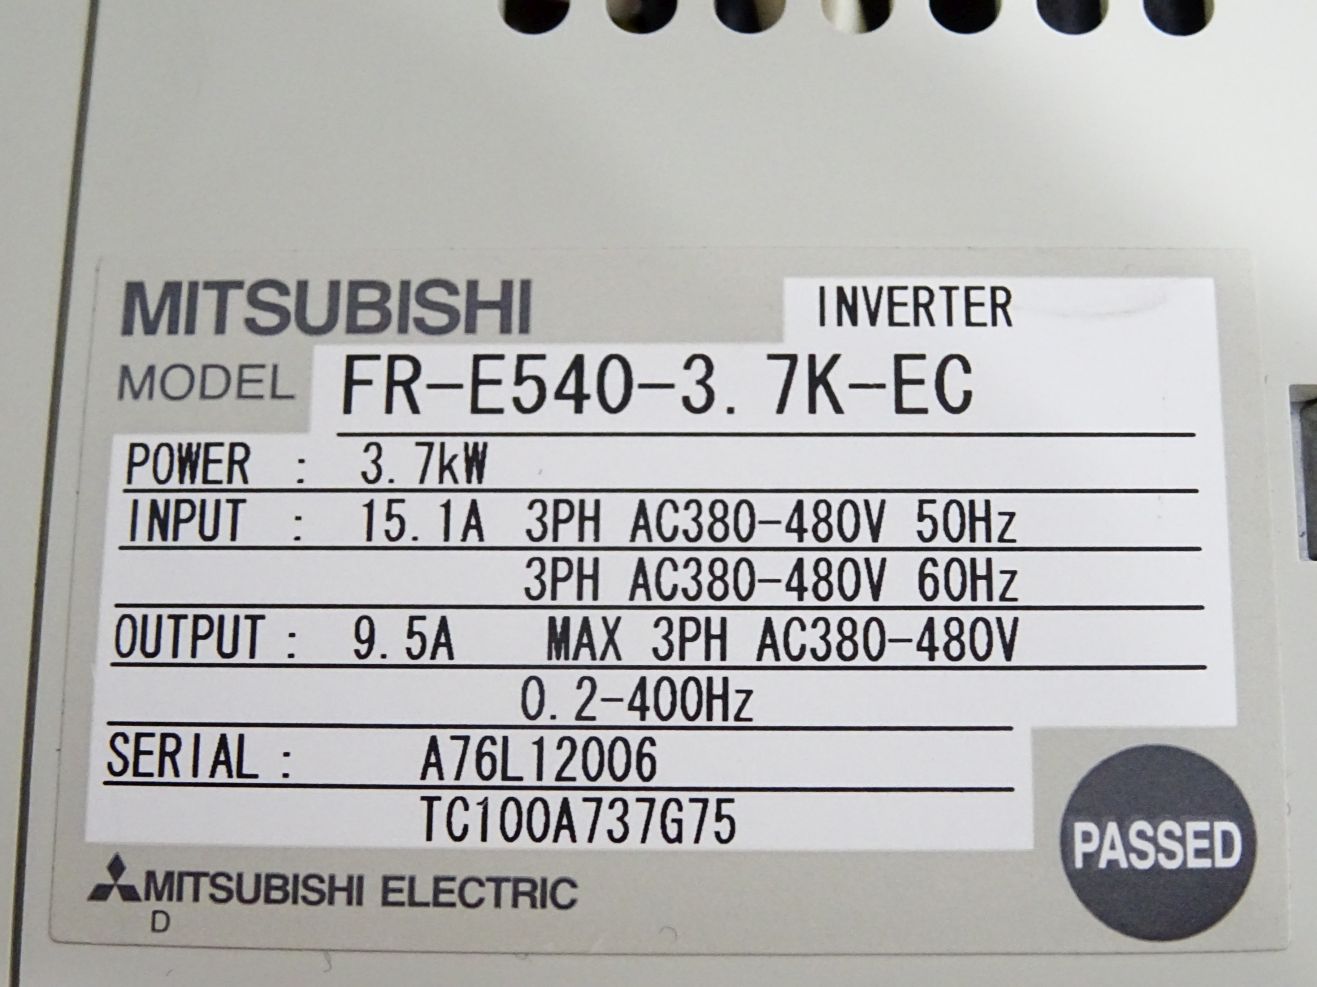 MITSUBISHI INVERTER
MODEL FR-E540-3.7K-EC
POWER : 3.7kW
INPUT : 15.1A 3PH AC380-480V 50Hz
3PH AC380-480V 60Hz
OUTPUT : 9.5A MAX 3PH AC380-480V
0.2-400Hz
SERIAL : A76L12006
TC100A737G75
PASSED
MITSUBISHI ELECTRIC
D